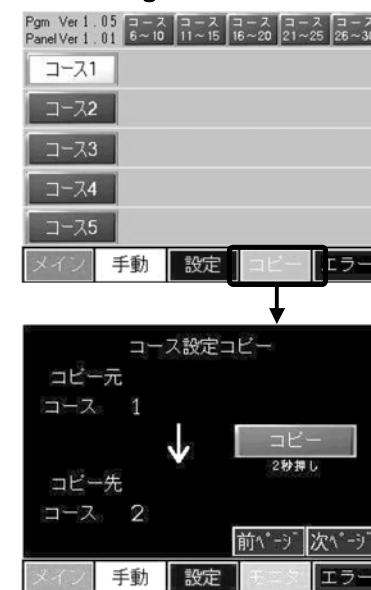 Pgm Ver 1.05 コース コース コース コース コース
Panel Ver 1.01 6~10 11~15 16~20 21~25 26~30
コース1
コース2
コース3
コース4
コース5
メイン 手動 設定 コピー エラー
コース設定コピー
コピー元
コース 1
コピー
2秒押し
コピー先
コース 2
前ページ 次ページ
メイン 手動 設定 モニタ エラー